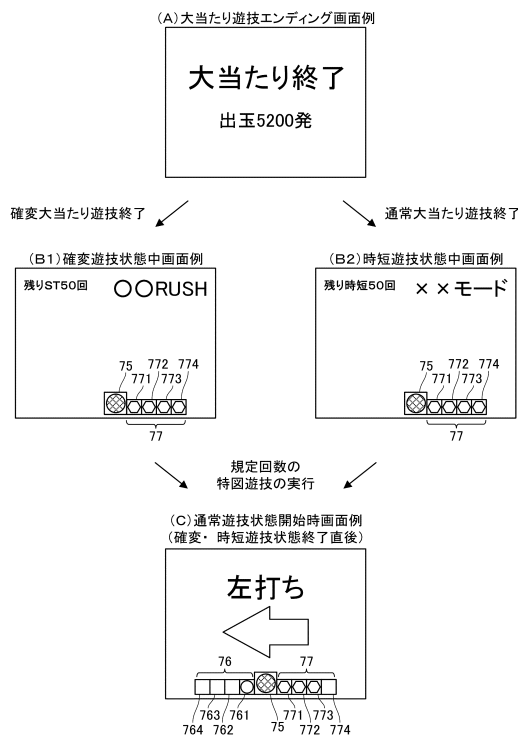 (A)大当たり遊技エンディング画面例
大当たり終了
出玉5200発
確変大当たり遊技終了
通常大当たり遊技終了
(B1)確変遊技状態中画面例
残りST50回
〇〇RUSH
75
771
772
773
774
77
(B2)時短遊技状態中画面例
残り時短50回
××モード
75
771
772
773
774
77
規定回数の
特図遊技の実行
(C)通常遊技状態開始時画面例
(確変・時短遊技状態終了直後)
左打ち
76
77
764
763
762
761
75
771
772
773
774